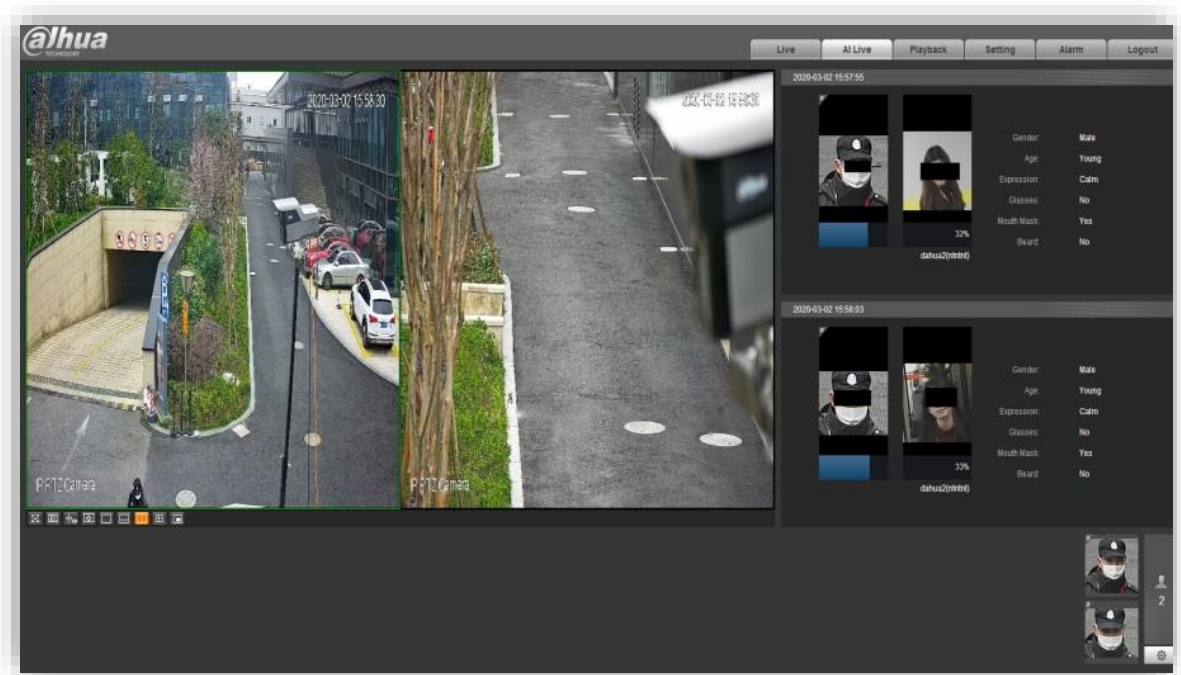 alhua
TECHNOLOGY
Live
AI Live
Playback
Setting
Alarm
Logout
2020-03-02 15:58:30
IP PTZ Camera
IP PTZ Camera
2020-03-02 15:57:55
Gender: Male
Age: Young
Expression: Calm
Glasses: No
Mouth Mask: Yes
Beard: No
32%
dahua2(ntntnt)
2020-03-02 15:58:03
Gender: Male
Age: Young
Expression: Calm
Glasses: No
Mouth Mask: Yes
Beard: No
33%
dahua2(ntntnt)
2